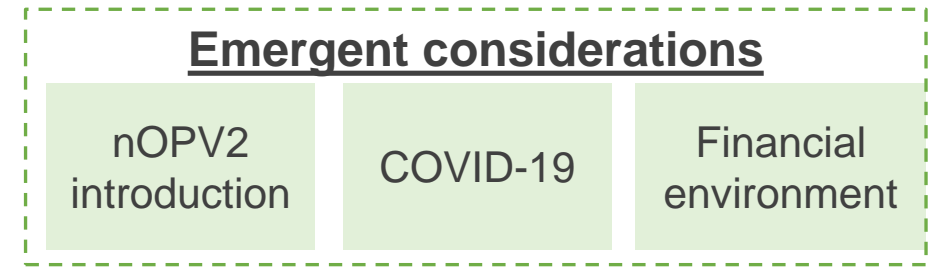 Emergent considerations
nOPV2
introduction
COVID-19
Financial
environment